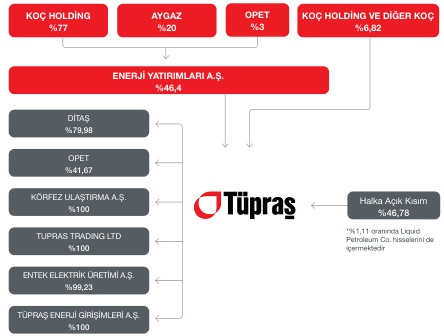 KOÇ HOLDİNG
%77
AYGAZ
%20
OPET
%3
KOÇ HOLDİNG VE DİĞER KOÇ
%6,82
ENERJİ YATIRIMLARI A.Ş.
%46,4
DİTAŞ
%79,98
OPET
%41,67
KÖRFEZ ULAŞTIRMA A.Ş.
%100
TUPRAS TRADING LTD
%100
ENTEK ELEKTRİK ÜRETİMİ A.Ş.
%99,23
TÜPRAŞ ENERJİ GİRİŞİMLERİ A.Ş.
%100
Tüpraş
Halka Açık Kısım
%46,78
*%1,11 oranında Liquid
Petroleum Co. hisselerini de
içermektedir